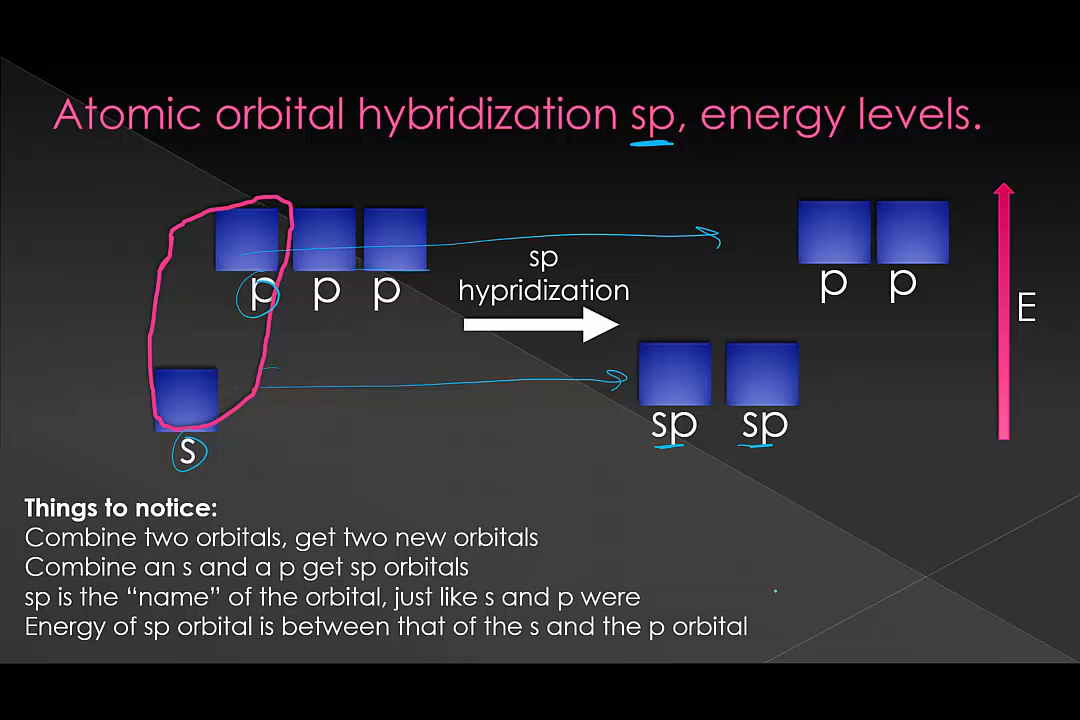 Atomic orbital hybridization sp, energy levels.
p p p
s
sp
hypridization
p p
sp sp
E
Things to notice:
Combine two orbitals, get two new orbitals
Combine an s and a p get sp orbitals
sp is the “name” of the orbital, just like s and p were
Energy of sp orbital is between that of the s and the p orbital